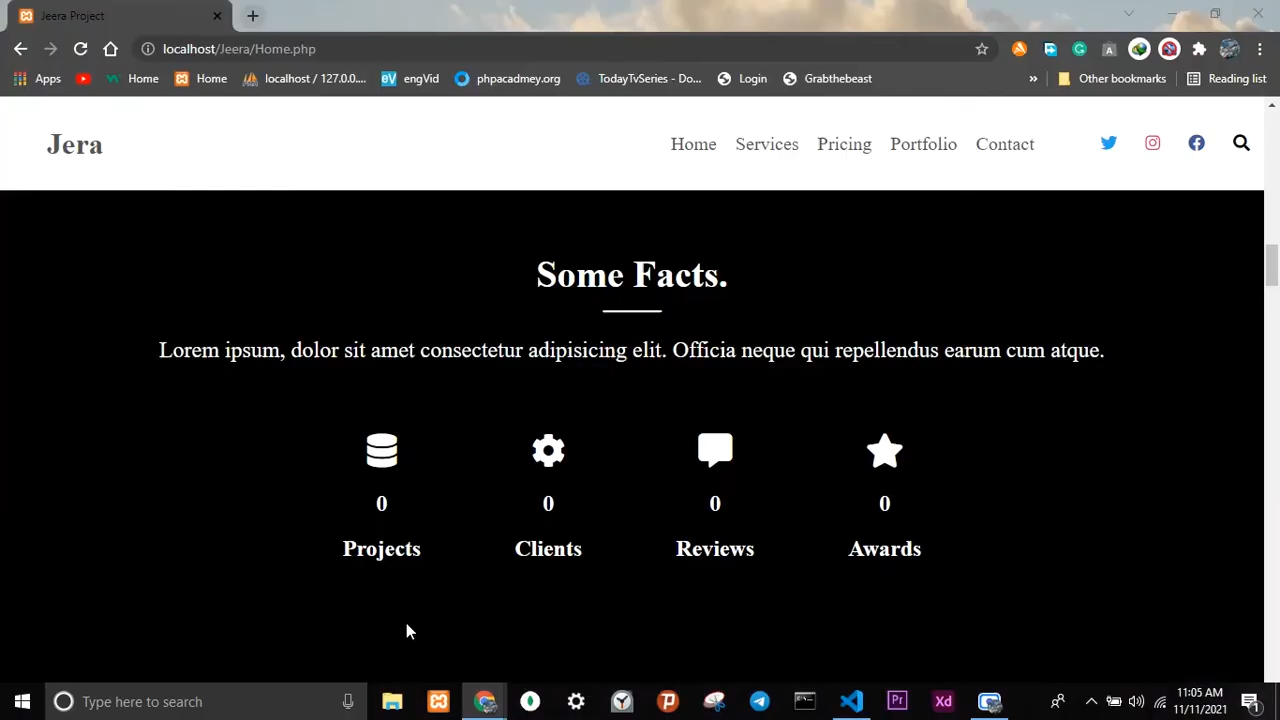 Jeera Project
localhost/Jeera/Home.php
Apps Home Home localhost / 127.0.0.... engVid phpacadmey.org TodayTvSeries - Do... Login Grabthebeast » Other bookmarks Reading list
Jera Home Services Pricing Portfolio Contact
Some Facts.
Lorem ipsum, dolor sit amet consectetur adipisicing elit. Officia neque qui repellendus earum cum atque.
0 0 0 0
Projects Clients Reviews Awards
Type here to search
11:05 AM
11/11/2021